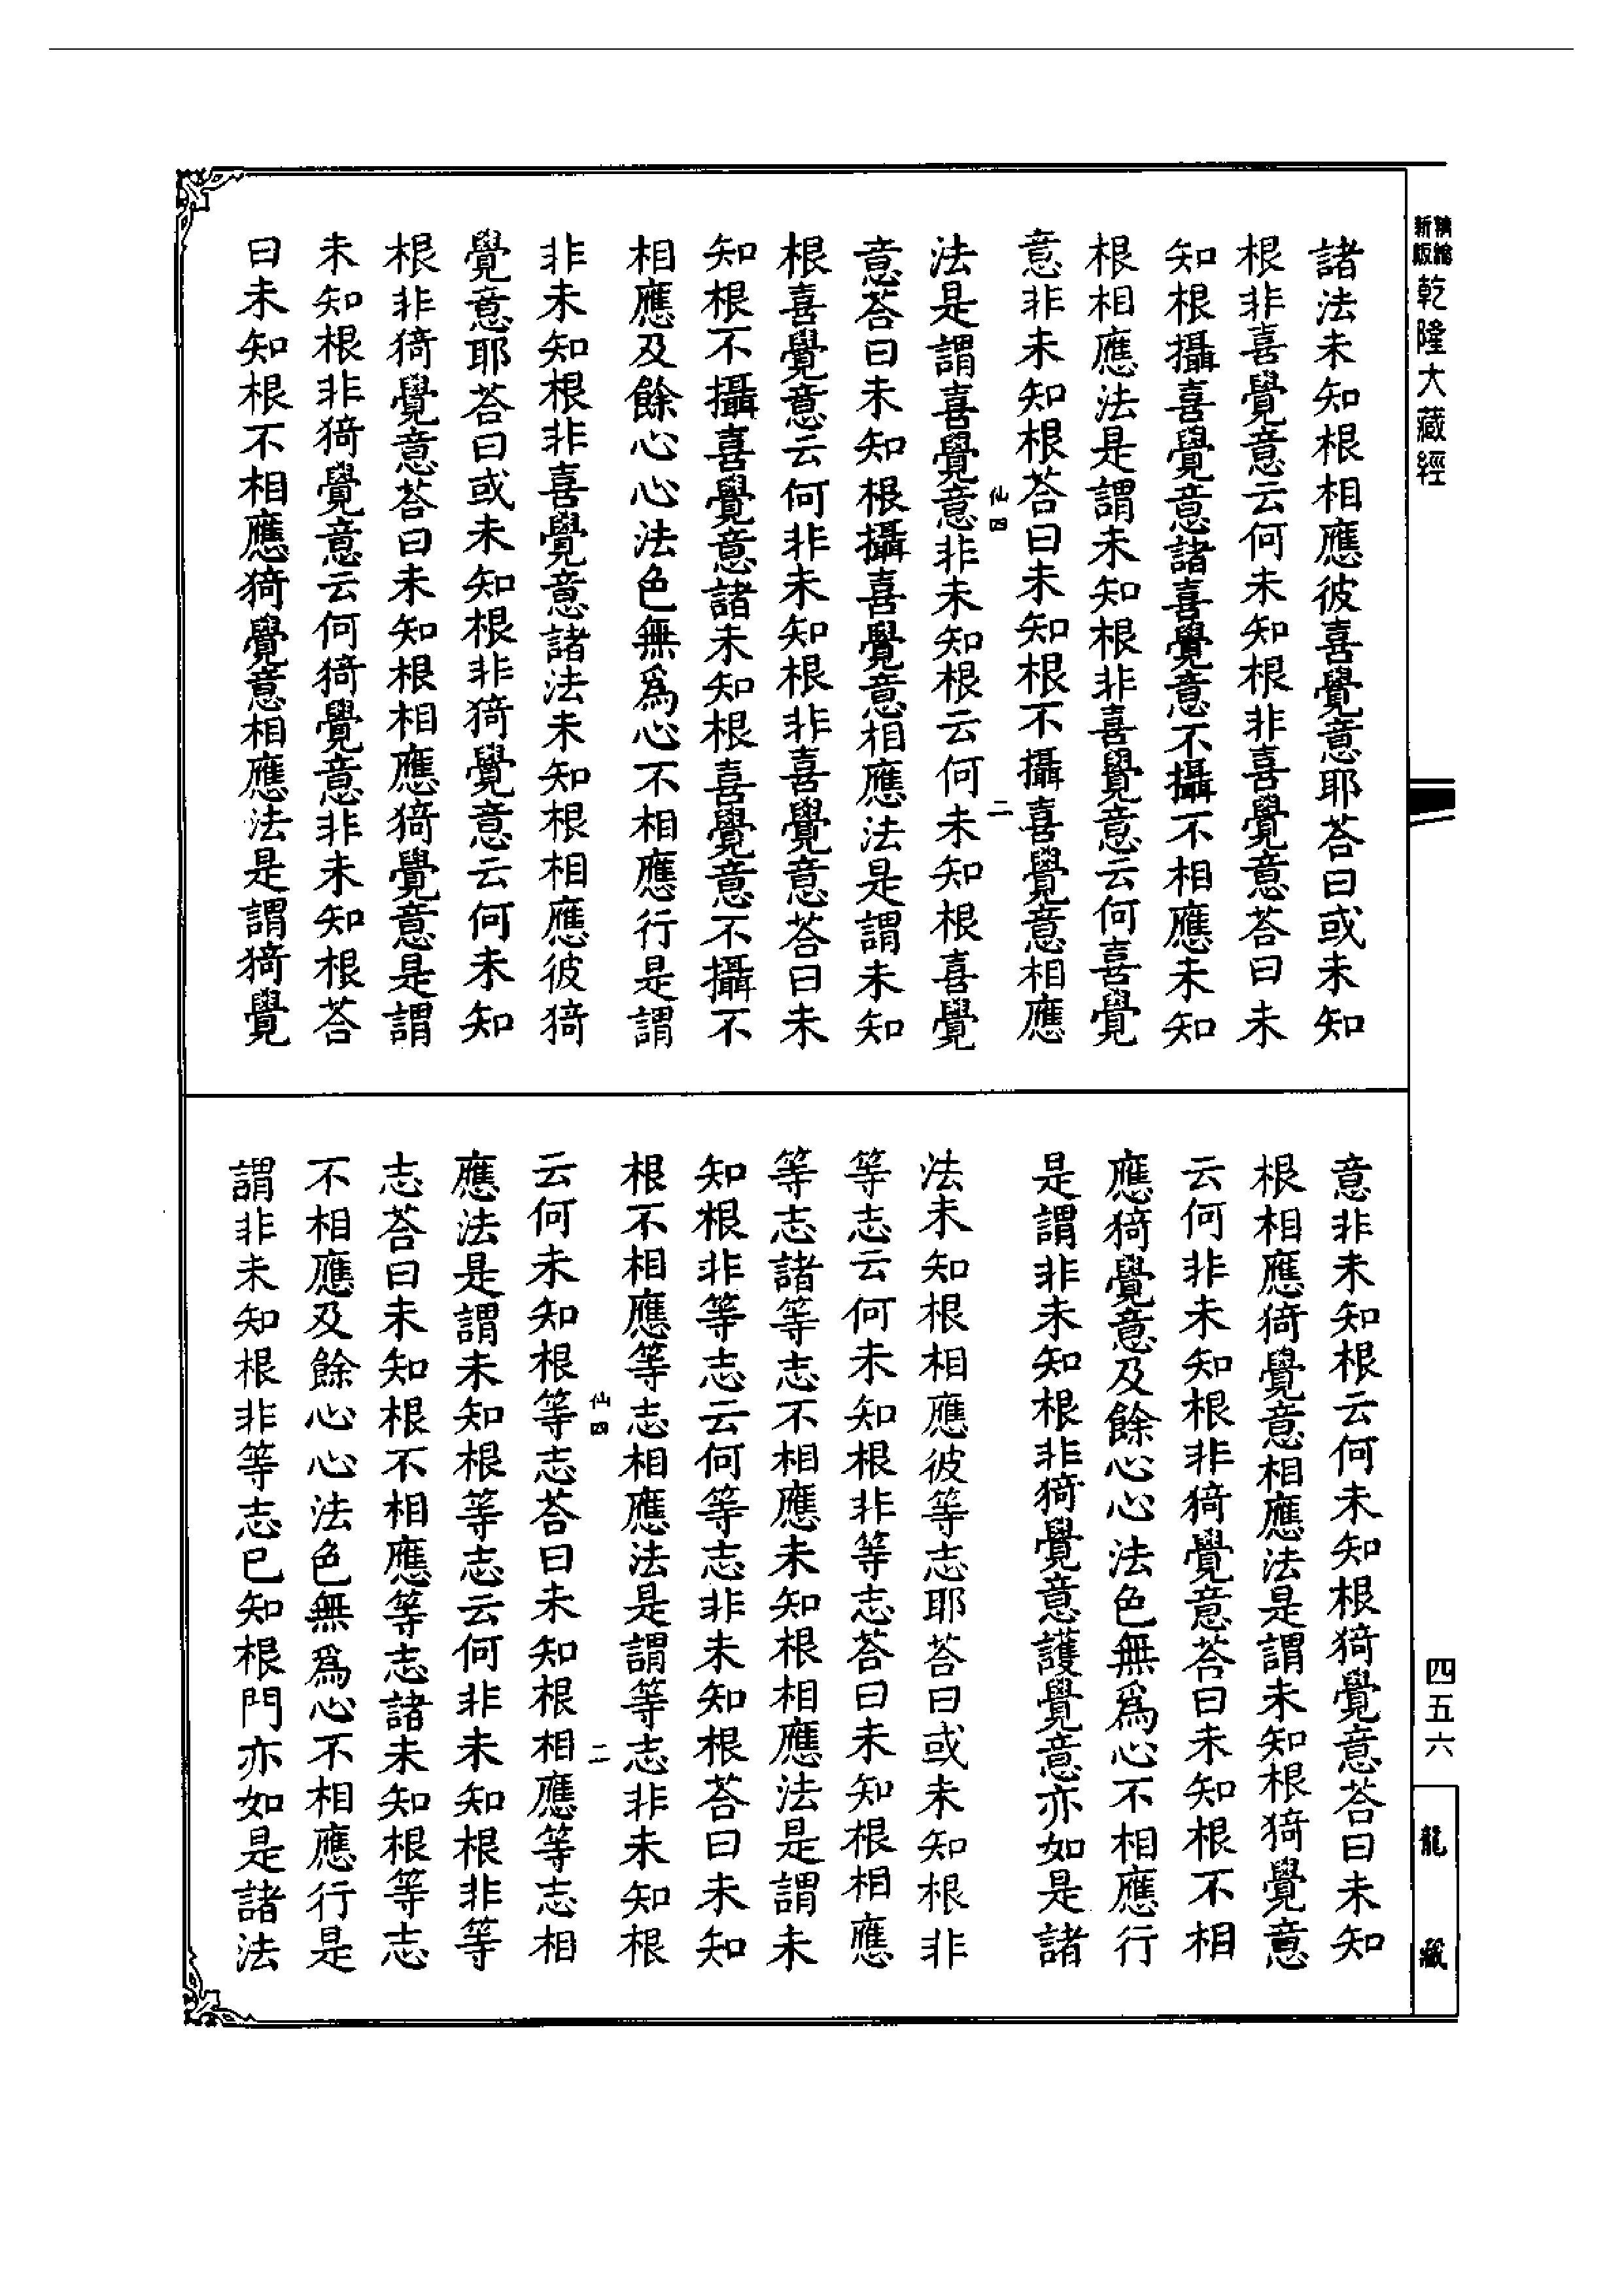 新版
精縮
乾隆大藏經
諸法未知根相應彼喜覺意耶荅曰或未知
根非喜覺意云何未知根非喜覺意荅曰未
知根攝喜覺意諸喜覺意不攝不相應未知
根相應法是謂未知根非喜覺意云何喜覺
意非未知根荅曰未知根不攝喜覺意相應
仙四
二
法是謂喜覺意非未知根云何未知根喜覺
意荅曰未知根攝喜覺意相應法是謂未知
根喜覺意云何非未知根非喜覺意荅曰未
知根不攝喜覺意諸未知根喜覺意不攝不
相應及餘心心法色無爲心不相應行是謂
非未知根非喜覺意諸法未知根相應彼猗
覺意耶荅曰或未知根非猗覺意云何未知
根非猗覺意荅曰未知根相應猗覺意是謂
未知根非猗覺意云何猗覺意非未知根荅
曰未知根不相應猗覺意相應法是謂猗覺
意非未知根云何未知根猗覺意荅曰未知
根相應猗覺意相應法是謂未知根猗覺意
云何非未知根非猗覺意荅曰未知根不相
應猗覺意及餘心心法色無爲心不相應行
是謂非未知根非猗覺意護覺意亦如是諸
法未知根相應彼等志耶荅曰或未知根非
等志云何未知根非等志荅曰未知根相應
等志諸等志不相應未知根相應法是謂未
知根非等志云何等志非未知根荅曰未知
根不相應等志相應法是謂等志非未知根
仙四
二
云何未知根等志荅曰未知根相應等志相
應法是謂未知根等志云何非未知根非等
志荅曰未知根不相應等志諸未知根等志
不相應及餘心心法色無爲心不相應行是
謂非未知根非等志已知根門亦如是諸法
四五六
龍藏